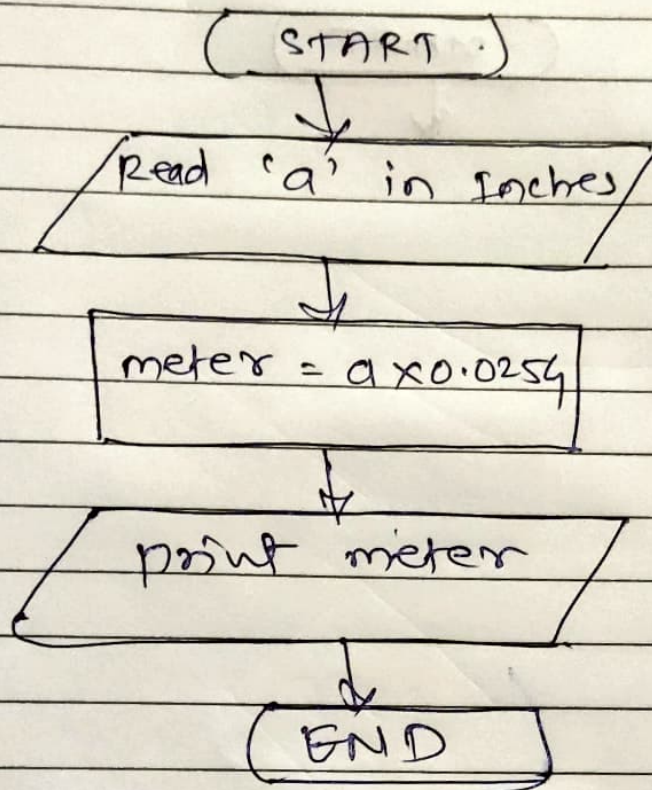 START
Read 'a' in Inches
meter = a x 0.0254
print meter
END